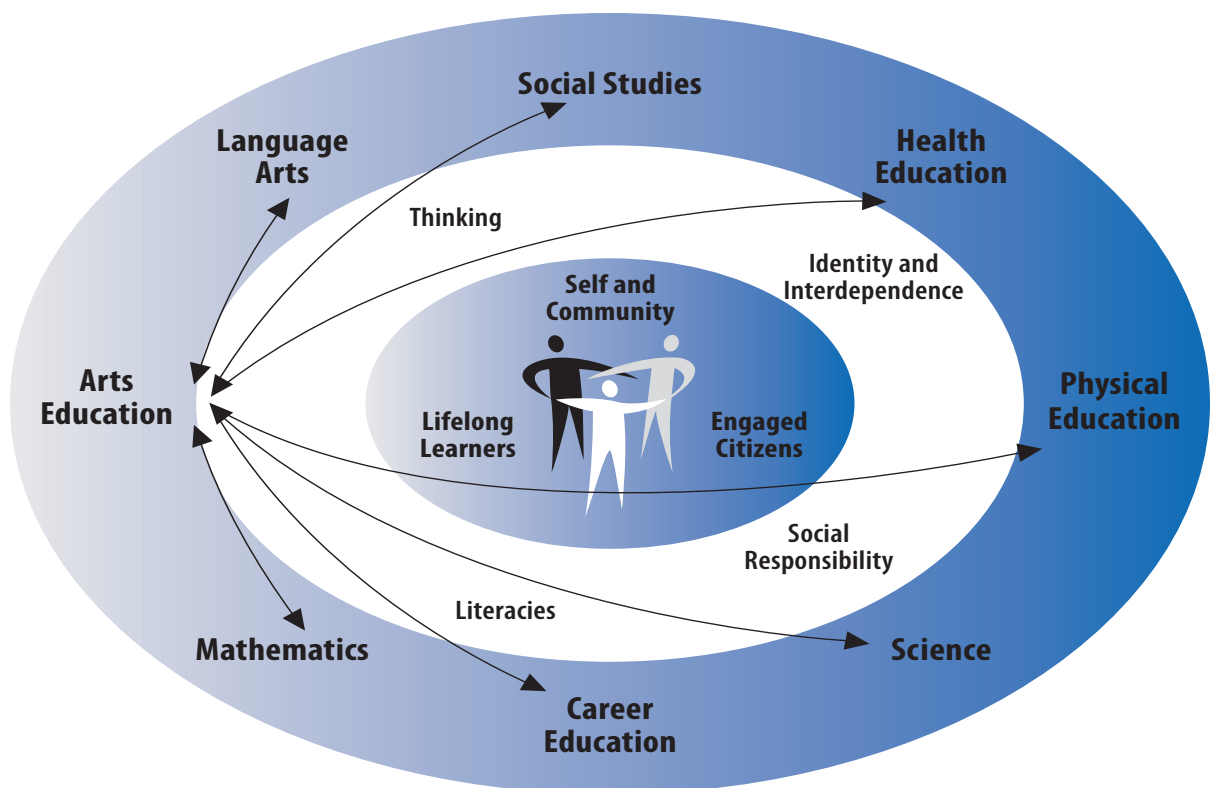 Social Studies
Language
Arts
Health
Education
Thinking
Identity and
Interdependence
Self and
Community
Arts
Education
Physical
Education
Lifelong
Learners
Engaged
Citizens
Social
Responsibility
Literacies
Mathematics
Science
Career
Education